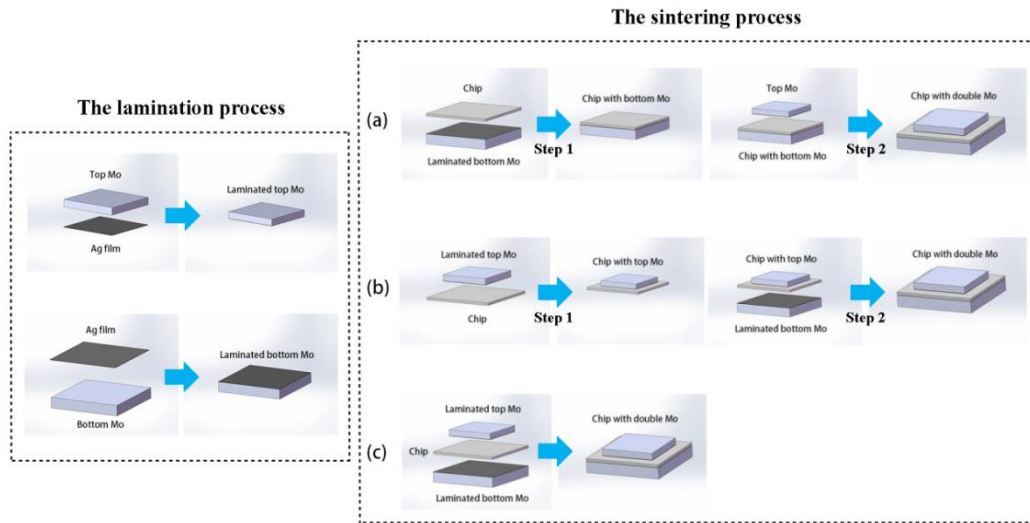 The sintering process
The lamination process
Top Mo
Ag film
Laminated top Mo
Ag film
Bottom Mo
Laminated bottom Mo
(a)
Chip
Laminated bottom Mo
Step 1
Chip with bottom Mo
Top Mo
Chip with bottom Mo
Step 2
Chip with double Mo
(b)
Laminated top Mo
Chip
Step 1
Chip with top Mo
Chip with top Mo
Laminated bottom Mo
Step 2
Chip with double Mo
(c)
Laminated top Mo
Chip
Laminated bottom Mo
Chip with double Mo